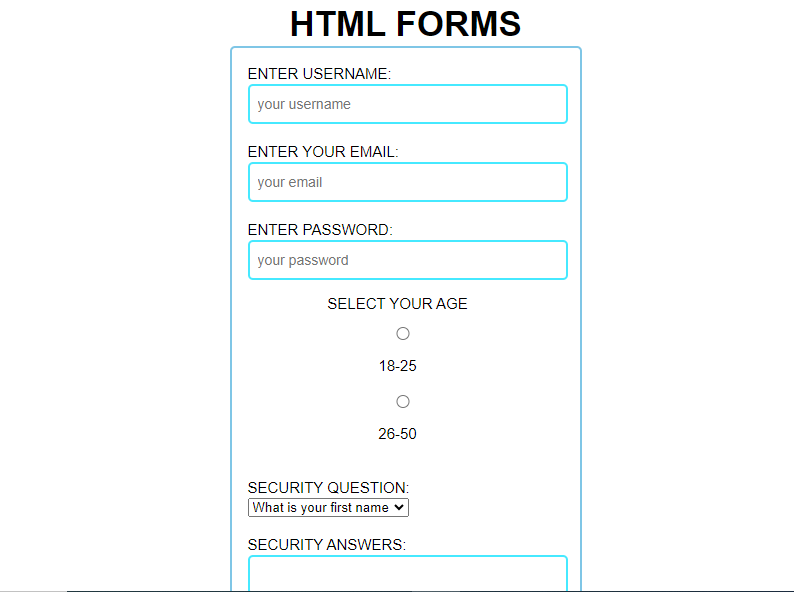 HTML FORMS
ENTER USERNAME:
your username
ENTER YOUR EMAIL:
your email
ENTER PASSWORD:
your password
SELECT YOUR AGE
18-25
26-50
SECURITY QUESTION:
What is your first name
SECURITY ANSWERS: